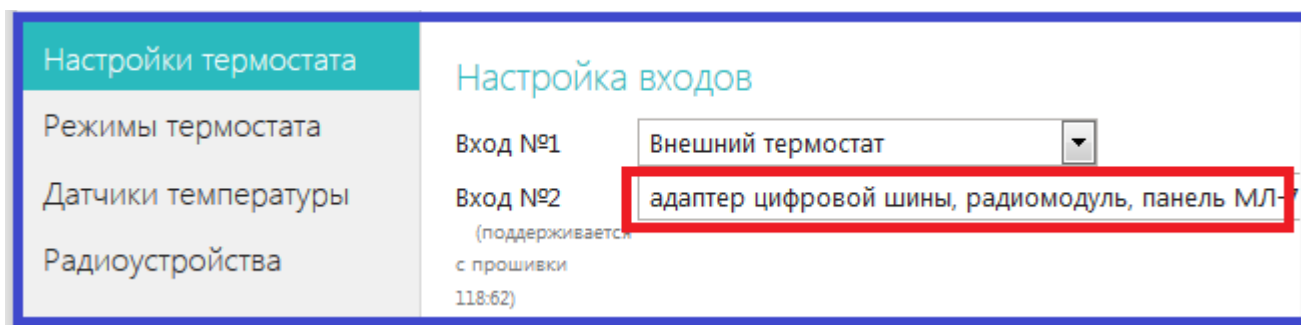 Настройки термостата
Режимы термостата
Датчики температуры
Радиоустройства
Настройка входов
Вход №1 Внешний термостат
Вход №2 адаптер цифровой шины, радиомодуль, панель МЛ-7
(поддерживается
с прошивки
118:62)